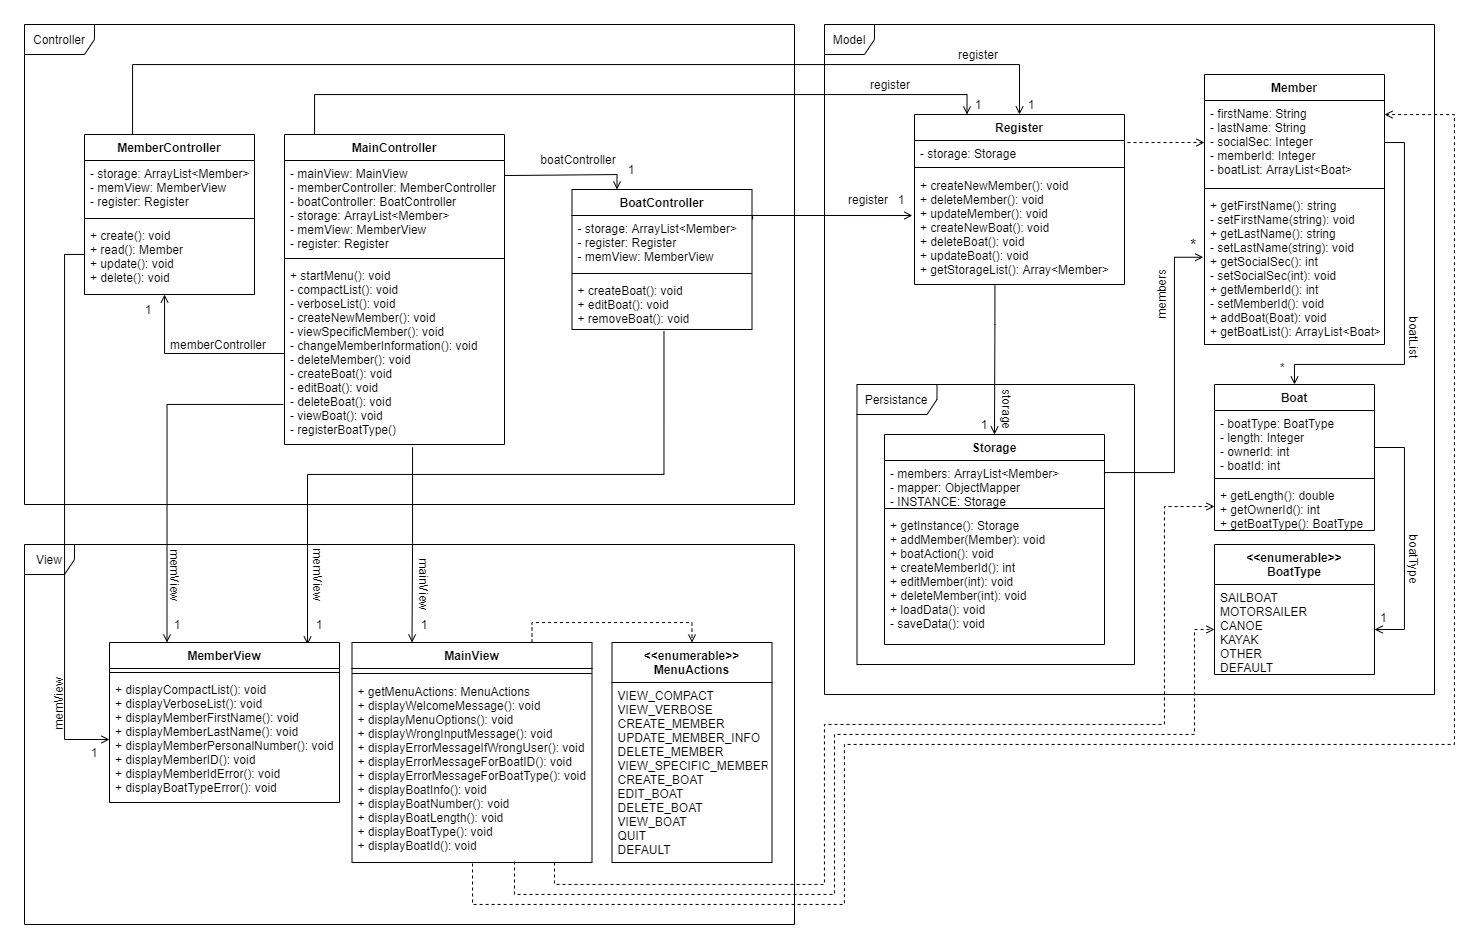 Controller
MemberController
- storage: ArrayList<Member>
- memView: MemberView
- register: Register
+ create(): void
+ read(): Member
+ update(): void
+ delete(): void
MainController
- mainView: MainView
- memberController: MemberController
- boatController: BoatController
- storage: ArrayList<Member>
- memView: MemberView
- register: Register
+ startMenu(): void
- compactList(): void
- verboseList(): void
- createNewMember(): void
- viewSpecificMember(): void
- changeMemberInformation(): void
- deleteMember(): void
- createBoat(): void
- editBoat(): void
- deleteBoat(): void
- viewBoat(): void
- registerBoatType()
boatController
1
BoatController
- storage: ArrayList<Member>
- register: Register
- memView: MemberView
+ createBoat(): void
+ editBoat(): void
+ removeBoat(): void
1
memberController
register
1
register
1
register
1
Model
Register
- storage: Storage
+ createNewMember(): void
+ deleteMember(): void
+ updateMember(): void
+ createNewBoat(): void
+ deleteBoat(): void
+ updateBoat(): void
+ getStorageList(): Array<Member>
Member
- firstName: String
- lastName: String
- socialSec: Integer
- memberId: Integer
- boatList: ArrayList<Boat>
+ getFirstName(): string
- setFirstName(string): void
+ getLastName(): string
- setLastName(string): void
+ getSocialSec(): int
- setSocialSec(int): void
+ getMemberId(): int
- setMemberId(): void
+ addBoat(Boat): void
+ getBoatList(): ArrayList<Boat>
*
members
boatList
*
Persistance
storage
1
Storage
- members: ArrayList<Member>
- mapper: ObjectMapper
- INSTANCE: Storage
+ getInstance(): Storage
+ addMember(Member): void
+ boatAction(): void
+ createMemberId(): int
+ editMember(int): void
+ deleteMember(int): void
+ loadData(): void
- saveData(): void
Boat
- boatType: BoatType
- length: Integer
- ownerId: int
- boatId: int
+ getLength(): double
+ getOwnerId(): int
+ getBoatType(): BoatType
boatType
1
<<enumerable>>
BoatType
SAILBOAT
MOTORSAILER
CANOE
KAYAK
OTHER
DEFAULT
View
memView
1
memView
1
mainView
1
memView
1
MemberView
+ displayCompactList(): void
+ displayVerboseList(): void
+ displayMemberFirstName(): void
+ displayMemberLastName(): void
+ displayMemberPersonalNumber(): void
+ displayMemberID(): void
+ displayMemberIdError(): void
+ displayBoatTypeError(): void
MainView
+ getMenuActions: MenuActions
+ displayWelcomeMessage(): void
+ displayMenuOptions(): void
+ displayWrongInputMessage(): void
+ displayErrorMessageIfWrongUser(): void
+ displayErrorMessageForBoatID(): void
+ displayErrorMessageForBoatType(): void
+ displayBoatInfo(): void
+ displayBoatNumber(): void
+ displayBoatLength(): void
+ displayBoatType(): void
+ displayBoatId(): void
<<enumerable>>
MenuActions
VIEW_COMPACT
VIEW_VERBOSE
CREATE_MEMBER
UPDATE_MEMBER_INFO
DELETE_MEMBER
VIEW_SPECIFIC_MEMBER
CREATE_BOAT
EDIT_BOAT
DELETE_BOAT
VIEW_BOAT
QUIT
DEFAULT